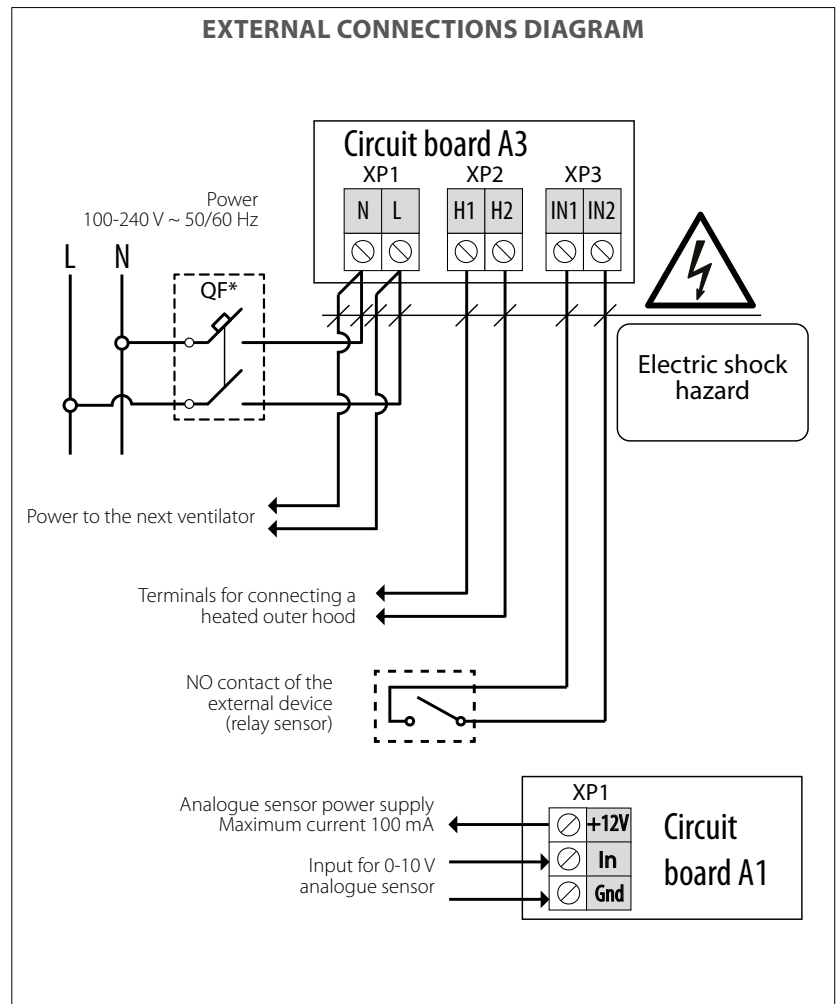 EXTERNAL CONNECTIONS DIAGRAM
Circuit board A3
XP1 XP2 XP3
N L H1 H2 IN1 IN2
Power
100-240 V ~ 50/60 Hz
L N
QF*
Electric shock
hazard
Power to the next ventilator
Terminals for connecting a
heated outer hood
NO contact of the
external device
(relay sensor)
XP1
Analogue sensor power supply
Maximum current 100 mA
+12V
In
Gnd
Circuit
board A1
Input for 0-10 V
analogue sensor